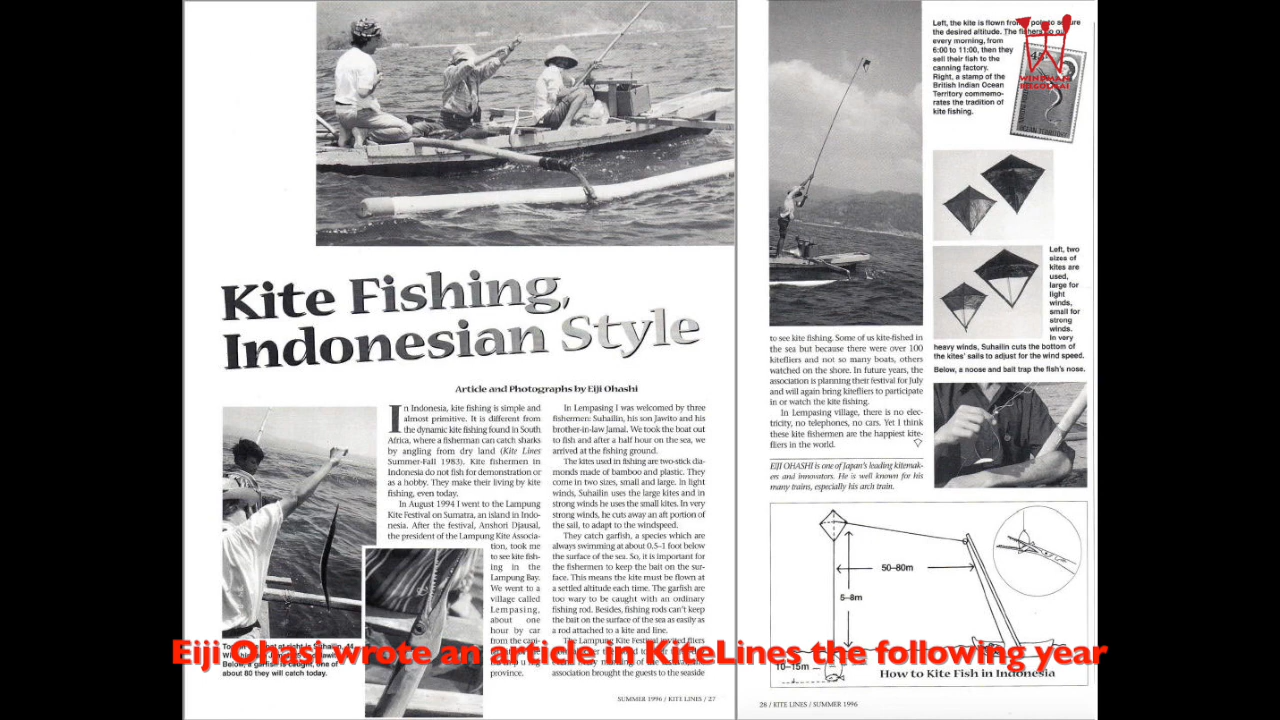 Kite Fishing,
Indonesian Style
Article and Photographs by Eiji Ohashi
In Indonesia, kite fishing is simple and
almost primitive. It is different from
the dynamic kite fishing found in South
Africa, where a fisherman can catch sharks
by angling from dry land (Kite Lines
Summer-Fall 1983). Kite fishermen in
Indonesia do not fish for demonstration or
as a hobby. They make their living by kite
fishing, even today.
In August 1994 I went to the Lampung
Kite Festival on Sumatra, an island in Indo-
nesia. After the festival, Anshori Djausal,
the president of the Lampung Kite Associa-
tion, took me
to see kite fish-
ing in the
Lampung Bay.
We went to a
village called
Lempasing,
about one
hour by car
from the capi-
province.
In Lempasing I was welcomed by three
fishermen: Suhailin, his son Jawito and his
brother-in-law Jamal. We took the boat out
to fish and after a half hour on the sea, we
arrived at the fishing ground.
The kites used in fishing are two-stick dia-
monds made of bamboo and plastic. They
come in two sizes, small and large. In light
winds, Suhailin uses the large kites and in
strong winds he uses the small kites. In very
strong winds, he cuts away an aft portion of
the sail, to adapt to the windspeed.
They catch garfish, a species which are
always swimming at about 0.5–1 foot below
the surface of the sea. So, it is important for
the fishermen to keep the bait on the sur-
face. This means the kite must be flown at
a settled altitude each time. The garfish are
too wary to be caught with an ordinary
fishing rod. Besides, fishing rods can't keep
the bait on the surface of the sea as easily as
a rod attached to a kite and line.
The Lampung Kite Festival invited fliers
association brought the guests to the seaside
Below, a garfish is caught, one of
about 80 they will catch today.
SUMMER 1996 / KITE LINES / 27
Left, the kite is flown from pole to secure
the desired altitude. The fishers go out
every morning, from
6:00 to 11:00, then they
sell their fish to the
canning factory.
Right, a stamp of the
British Indian Ocean
Territory commemo-
rates the tradition of
kite fishing.
Left, two
sizes of
kites are
used,
large for
light
winds,
small for
strong
winds.
In very
heavy winds, Suhailin cuts the bottom of
the kites' sails to adjust for the wind speed.
Below, a noose and bait trap the fish's nose.
to see kite fishing. Some of us kite-fished in
the sea but because there were over 100
kitefliers and not so many boats, others
watched on the shore. In future years, the
association is planning their festival for July
and will again bring kitefliers to participate
in or watch the kite fishing.
In Lempasing village, there is no elec-
tricity, no telephones, no cars. Yet I think
these kite fishermen are the happiest kite-
fliers in the world.
EIJI OHASHI is one of Japan's leading kitemak-
ers and innovators. He is well known for his
many trains, especially his arch train.
50–80m
5–8m
10–15m
How to Kite Fish in Indonesia
28 / KITE LINES / SUMMER 1996
Eiji Ohasi wrote an article in KiteLines the following year